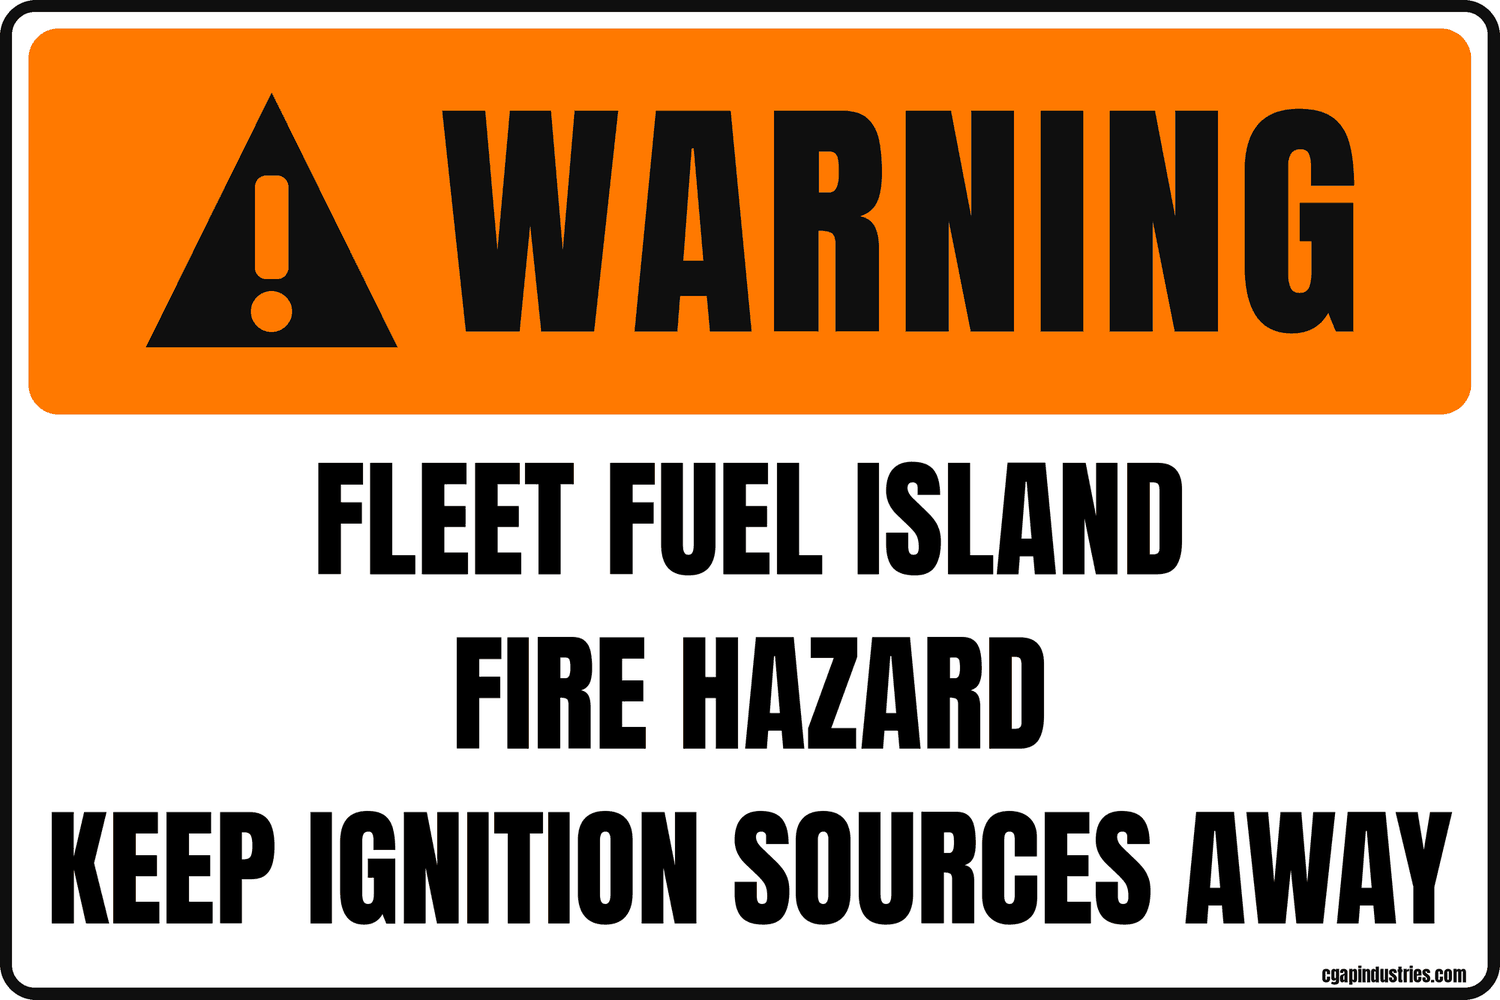 WARNING
FLEET FUEL ISLAND
FIRE HAZARD
KEEP IGNITION SOURCES AWAY
cgapindustries.com